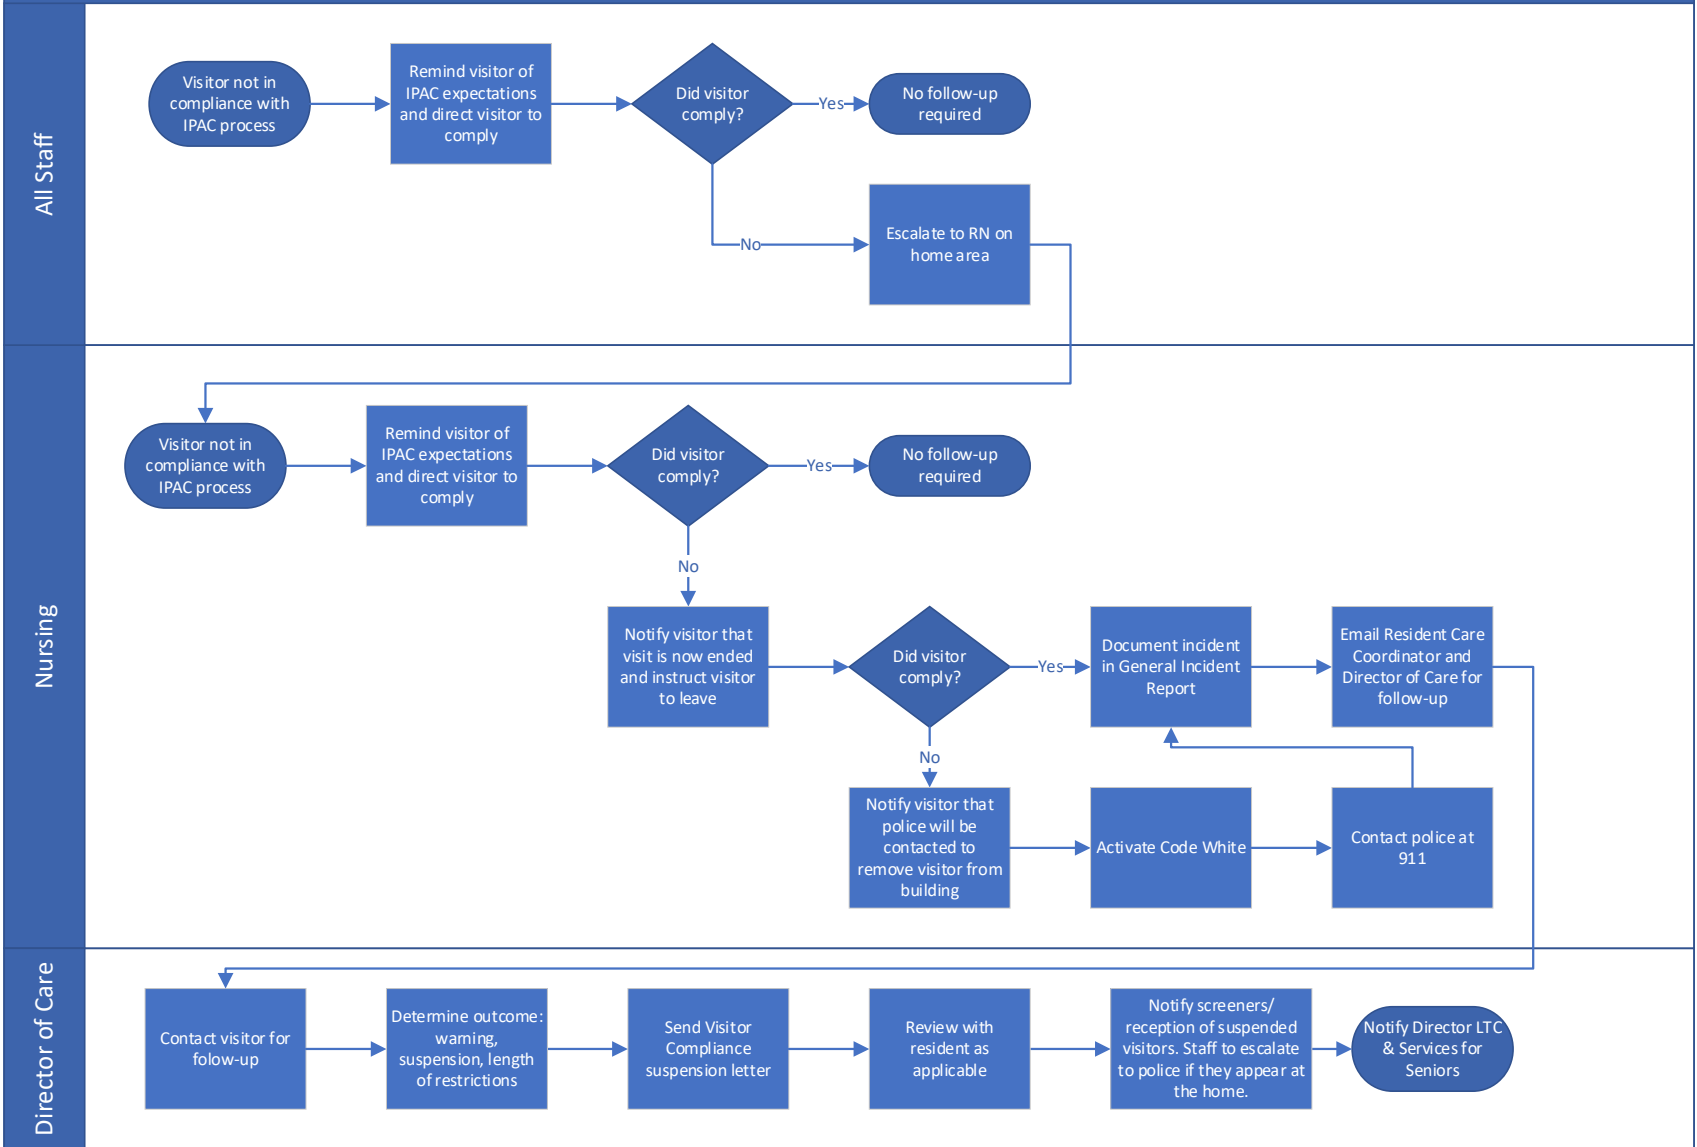 All Staff
Visitor not in
compliance with
IPAC process
Remind visitor of
IPAC expectations
and direct visitor to
comply
Did visitor
comply?
Yes
No follow-up
required
No
Escalate to RN on
home area
Nursing
Visitor not in
compliance with
IPAC process
Remind visitor of
IPAC expectations
and direct visitor to
comply
Did visitor
comply?
Yes
No follow-up
required
No
Notify visitor that
visit is now ended
and instruct visitor
to leave
Did visitor
comply?
Yes
Document incident
in General Incident
Report
Email Resident Care
Coordinator and
Director of Care for
follow-up
No
Notify visitor that
police will be
contacted to
remove visitor from
building
Activate Code White
Contact police at
911
Director of Care
Contact visitor for
folow-up
Determine outcome:
warning,
suspension, length
of restrictions
Send Visitor
Compliance
suspension letter
Review with
resident as
applicable
Notify screeners/
reception of suspended
visitors. Staff to escalate
to police if they appear at
the home.
Notify Director LTC
& Services for
Seniors